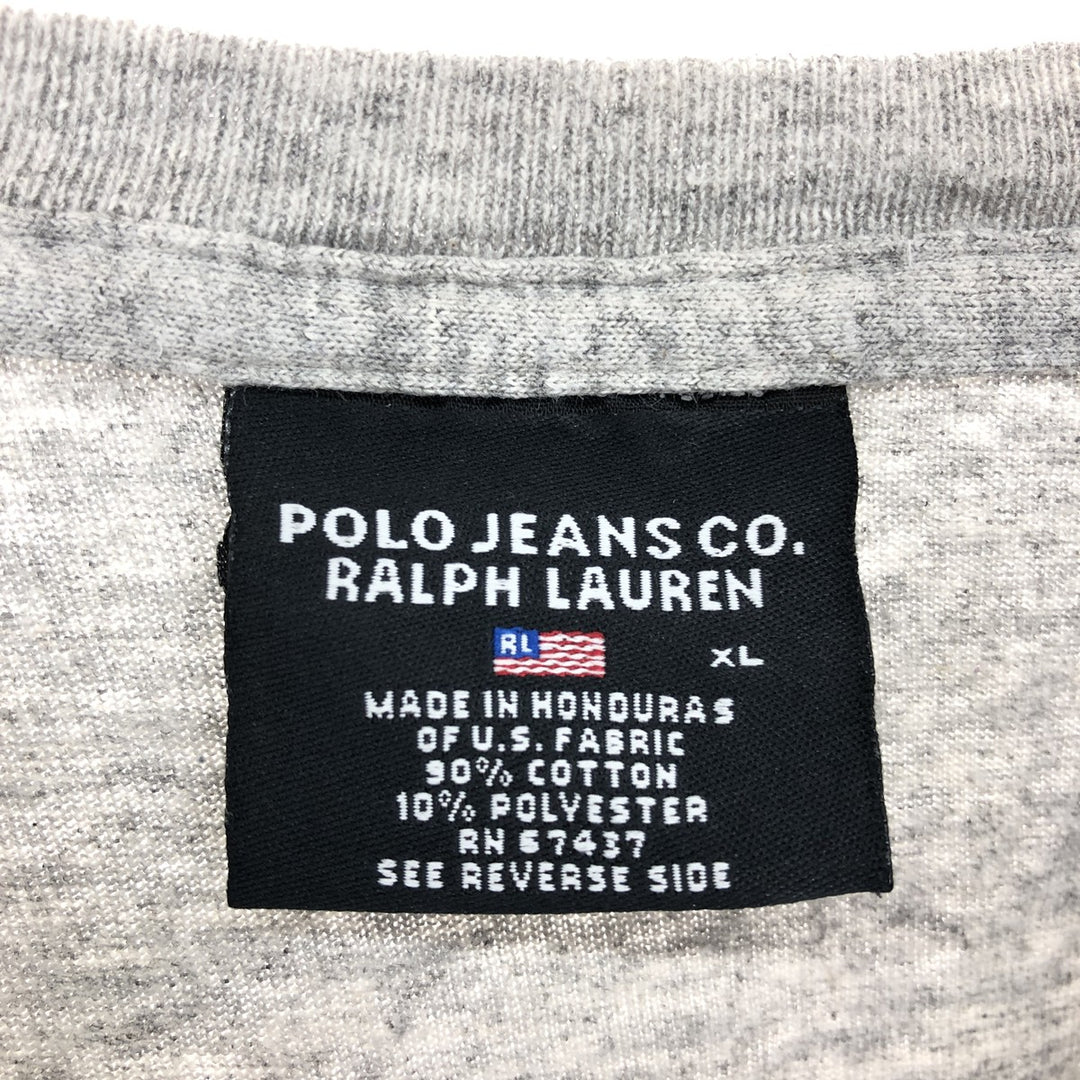 POLO JEANS CO.
RALPH LAUREN
RL
XL
MADE IN HONDURAS
OF U.S. FABRIC
90% COTTON
10% POLYESTER
RN 67437
SEE REVERSE SIDE